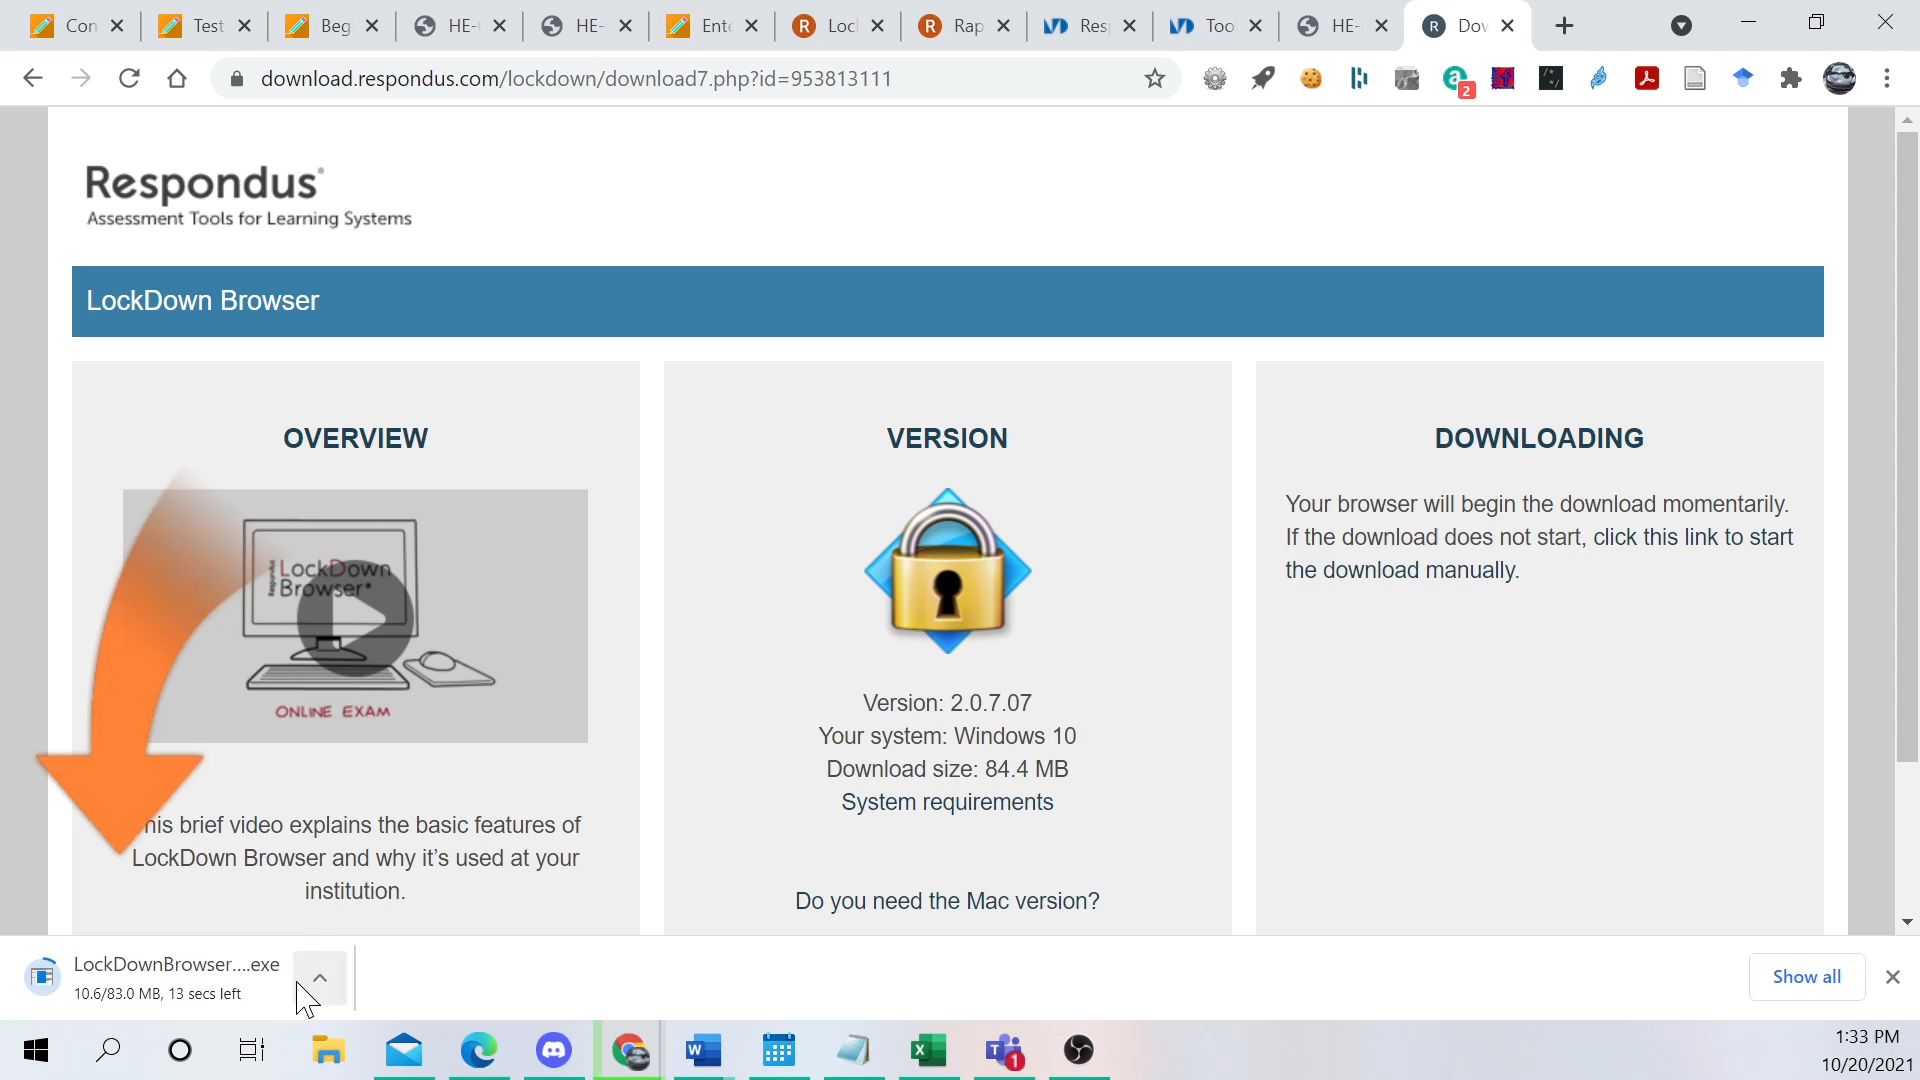 Con
Test
Beg
HE-
HE-
Ente
Loc
Rap
Res
Too
HE-
Dov
download.respondus.com/lockdown/download7.php?id=953813111
2
Respondus
Assessment Tools for Learning Systems
LockDown Browser
OVERVIEW
Respondus
LockDown
Browser
ONLINE EXAM
his brief video explains the basic features of
LockDown Browser and why it's used at your
institution.
VERSION
Version: 2.0.7.07
Your system: Windows 10
Download size: 84.4 MB
System requirements
Do you need the Mac version?
DOWNLOADING
Your browser will begin the download momentarily.
If the download does not start, click this link to start
the download manually.
LockDownBrowser....exe
10.6/83.0 MB, 13 secs left
Show all
1
1:33 PM
10/20/2021